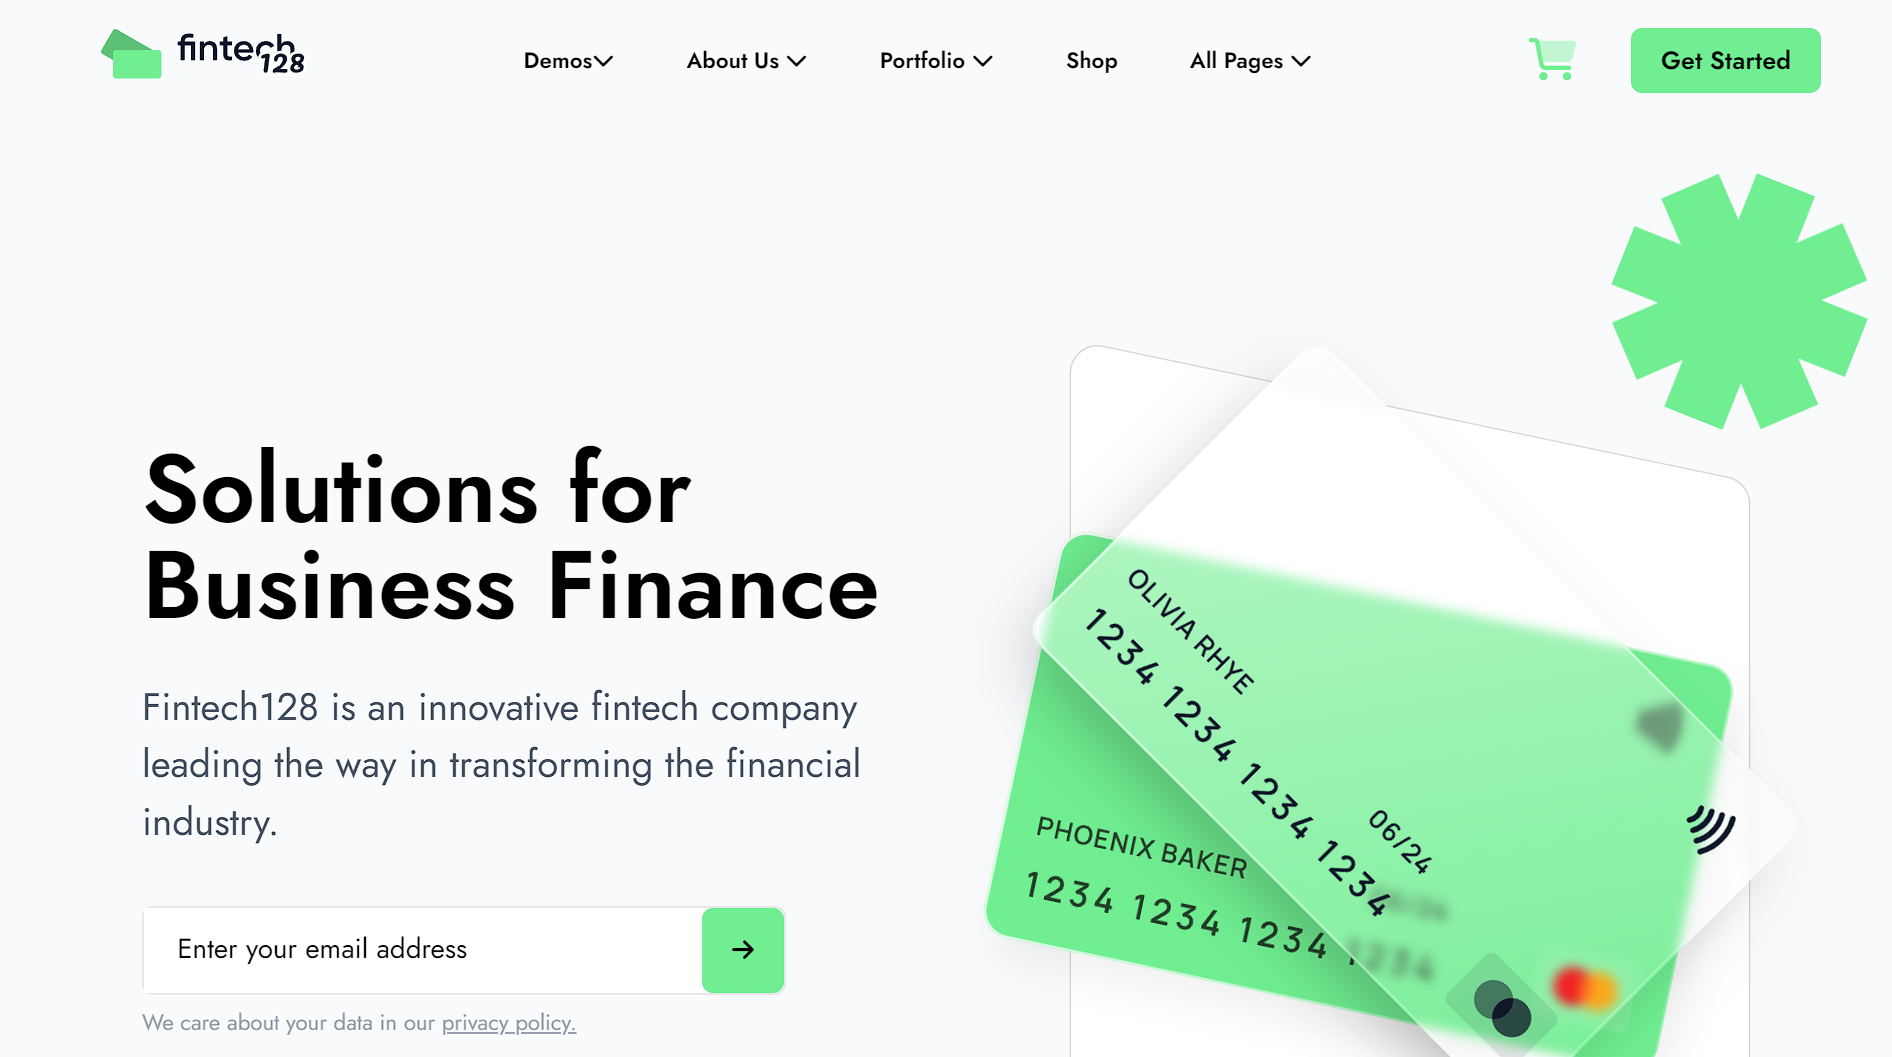 fintech
128
Demos
About Us
Portfolio
Shop
All Pages
Get Started
Solutions for
Business Finance
Fintech128 is an innovative fintech company
leading the way in transforming the financial
industry.
Enter your email address
We care about your data in our privacy policy.
OLIVIA RHYE
06/24
1234 1234 1234 1234
PHOENIX BAKER
1234 1234 1234 1234